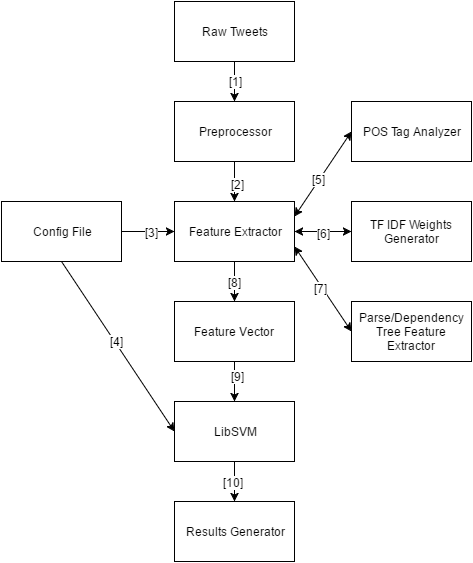 Raw Tweets
[1]
Preprocessor
POS Tag Analyzer
[2]
[5]
Config File
[3]
Feature Extractor
[6]
TF IDF Weights
Generator
[8]
[7]
[4]
Feature Vector
Parse/Dependency
Tree Feature
Extractor
[9]
LibSVM
[10]
Results Generator